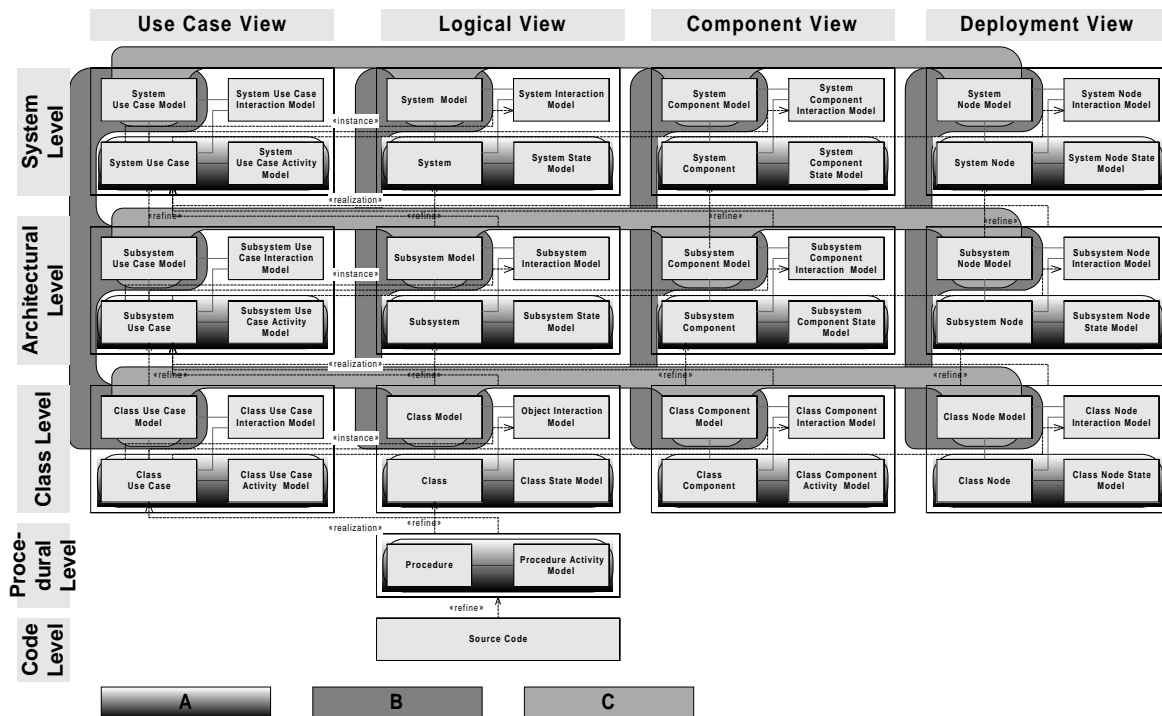 Use Case View
Logical View
Component View
Deployment View
System
Level
System
Use Case Model
System Use Case
Interaction Model
System Model
System Interaction
Model
System
Component Model
System
Component
Interaction Model
System
Node Model
System Node
Interaction Model
«instance»
System Use Case
System
Use Case Activity
Model
System
System State
Model
System
Component
System
Component
State Model
System Node
System Node State
Model
«realization»
«refine»
«refine»
«refine»
«refine»
Architectural
Level
Subsystem
Use Case Model
Subsystem Use
Case Interaction
Model
Subsystem Model
Subsystem
Interaction Model
Subsystem
Component Model
Subsystem
Component
Interaction Model
Subsystem
Node Model
Subsystem Node
Interaction Model
«instance»
Subsystem
Use Case
Subsystem Use
Case Activity
Model
Subsystem
Subsystem State
Model
Subsystem
Component
Subsystem
Component State
Model
Subsystem Node
Subsystem Node
State Model
«realization»
«refine»
«refine»
«refine»
«refine»
Class Level
Class Use Case
Model
Class Use Case
Interaction Model
Class Model
Object Interaction
Model
Class Component
Model
Class Component
Interaction Model
Class Node Model
Class Node
Interaction Model
«instance»
Class
Use Case
Class Use Case
Activity Model
Class
Class State Model
Class
Component
Class Component
Activity Model
Class Node
Class Node State
Model
«realization»
«refine»
Proce-
dural
Level
Procedure
Procedure Activity
Model
«refine»
Code
Level
Source Code
A
B
C